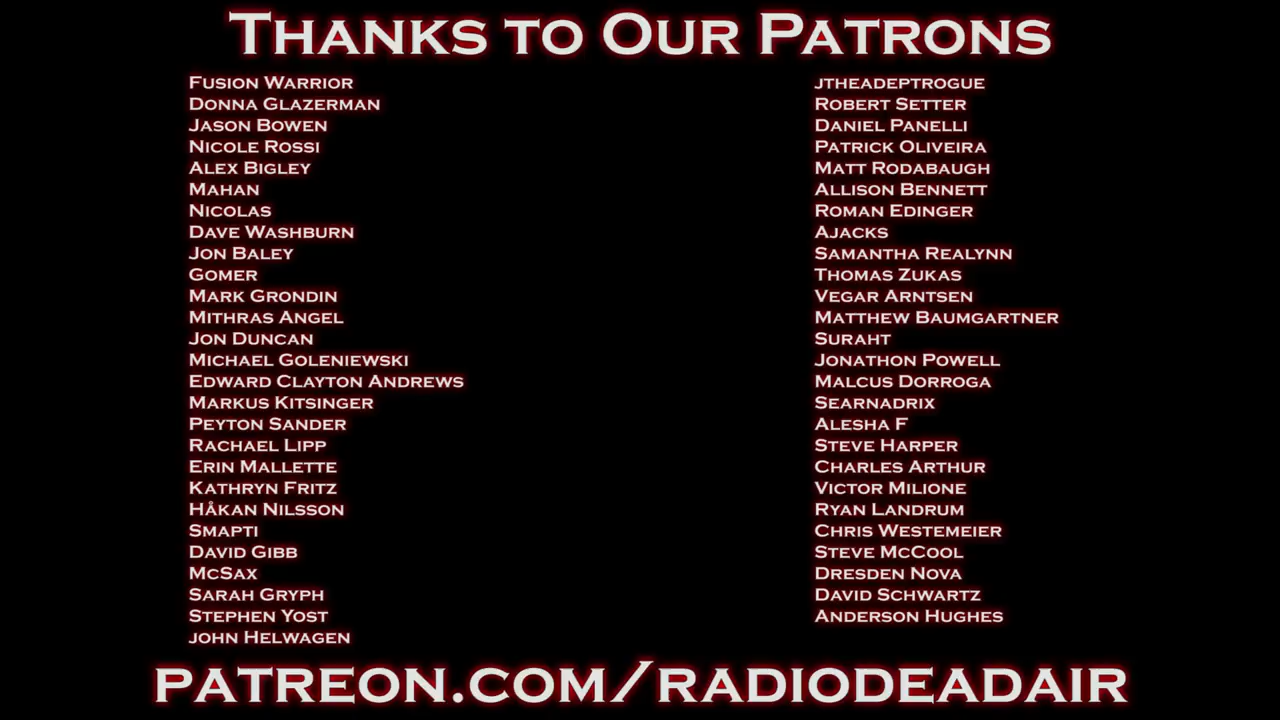 Thanks to Our Patrons
Fusion Warrior
Donna Glazerman
Jason Bowen
Nicole Rossi
Alex Bigley
Mahan
Nicolas
Dave Washburn
Jon Baley
Gomer
Mark Grondin
Mithras Angel
Jon Duncan
Michael Goleniewski
Edward Clayton Andrews
Markus Kitsinger
Peyton Sander
Rachael Lipp
Erin Mallette
Kathryn Fritz
Håkan Nilsson
Smapti
David Gibb
McSax
Sarah Gryph
Stephen Yost
john Helwagen
jtheadeptrogue
Robert Setter
Daniel Panelli
Patrick Oliveira
Matt Rodabaugh
Allison Bennett
Roman Edinger
Ajacks
Samantha Realynn
Thomas Zukas
Vegar Arntsen
Matthew Baumgartner
Suraht
Jonathon Powell
Malcus Dorroga
Searnadrix
Alesha F
Steve Harper
Charles Arthur
Victor Milione
Ryan Landrum
Chris Westemeier
Steve McCool
Dresden Nova
David Schwartz
Anderson Hughes
patreon.com/radiodeadair